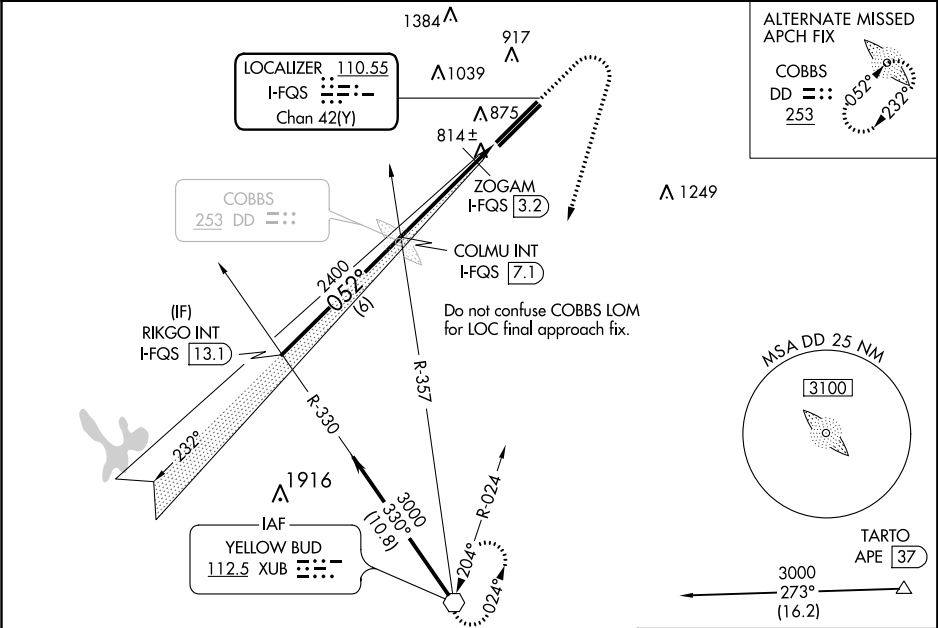 1384
917
ALTERNATE MISSED
APCH FIX
COBBS
DD
253
052°
232°
LOCALIZER 110.55
I-FQS
Chan 42(Y)
1039
875
814 ±
ZOGAM
I-FQS 3.2
1249
COBBS
253 DD
COLMU INT
I-FQS 7.1
2400
052°
(6)
Do not confuse COBBS LOM
for LOC final approach fix.
(IF)
RIKGO INT
I-FQS 13.1
R-357
R-330
MSA DD 25 NM
3100
232°
1916
3000
330°
(10.8)
R-024
IAF
YELLOW BUD
112.5 XUB
204°
024°
TARTO
APE 37
3000
273°
(16.2)